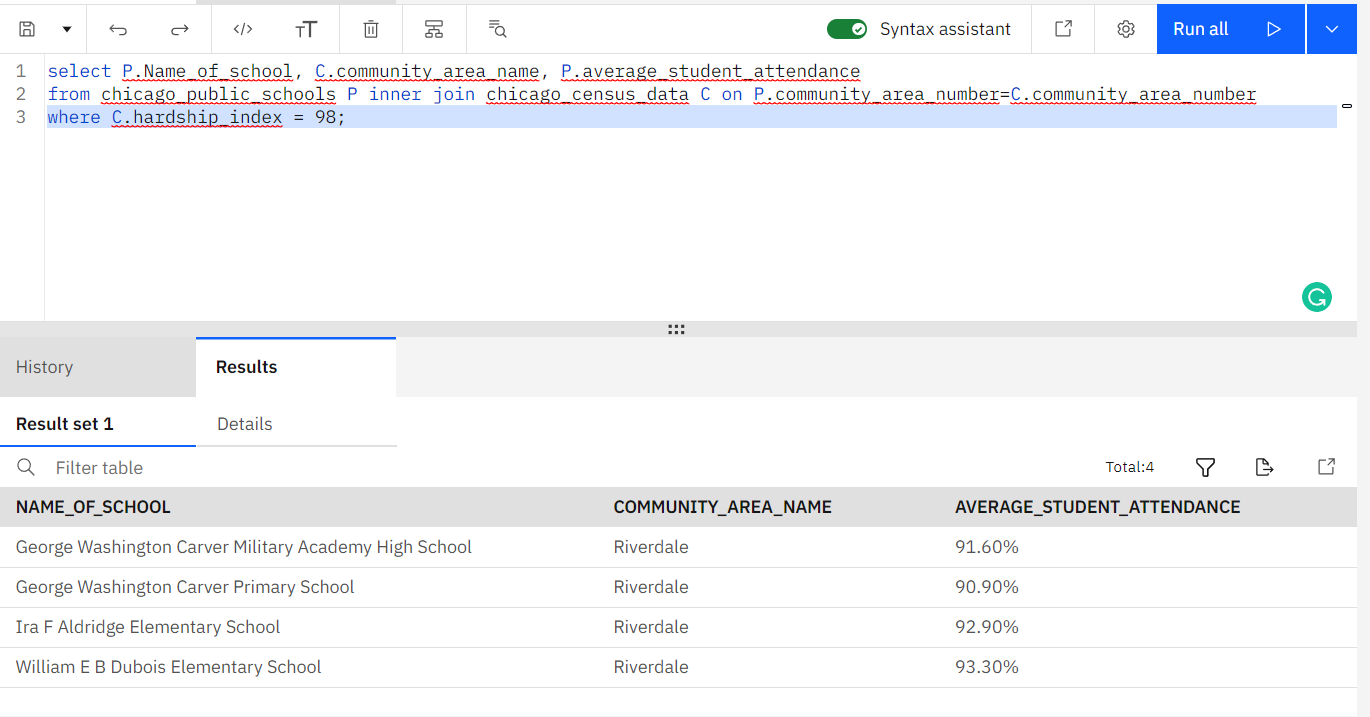 Syntax assistant Run all
1 select P.Name_of_school, C.community_area_name, P.average_student_attendance
2 from chicago_public_schools P inner join chicago_census_data C on P.community_area_number=C.community_area_number
3 where C.hardship_index = 98;
History Results
Result set 1 Details
Filter table Total:4
NAME_OF_SCHOOL COMMUNITY_AREA_NAME AVERAGE_STUDENT_ATTENDANCE
George Washington Carver Military Academy High School Riverdale 91.60%
George Washington Carver Primary School Riverdale 90.90%
Ira F Aldridge Elementary School Riverdale 92.90%
William E B Dubois Elementary School Riverdale 93.30%